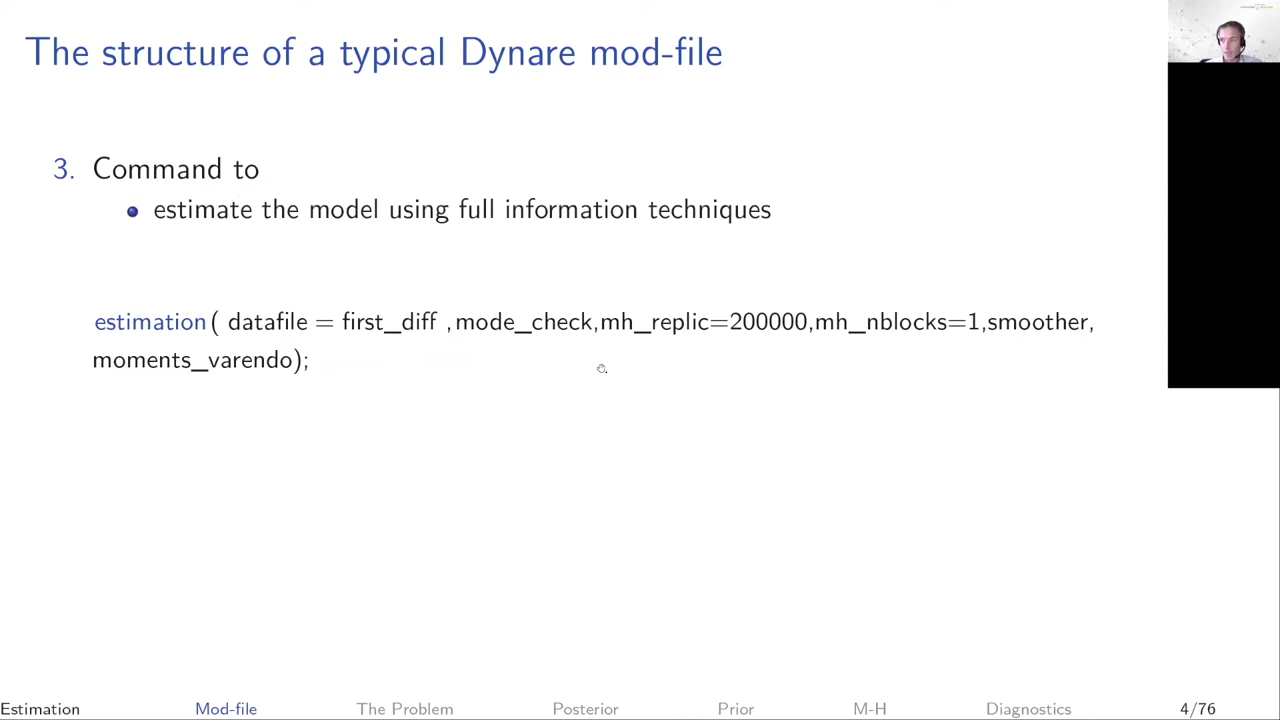 The structure of a typical Dynare mod-file
3. Command to
estimate the model using full information techniques
estimation( datafile = first_diff ,mode_check,mh_replic=200000,mh_nblocks=1,smoother,
moments_varendo);
Estimation Mod-file The Problem Posterior Prior M-H Diagnostics 4/76